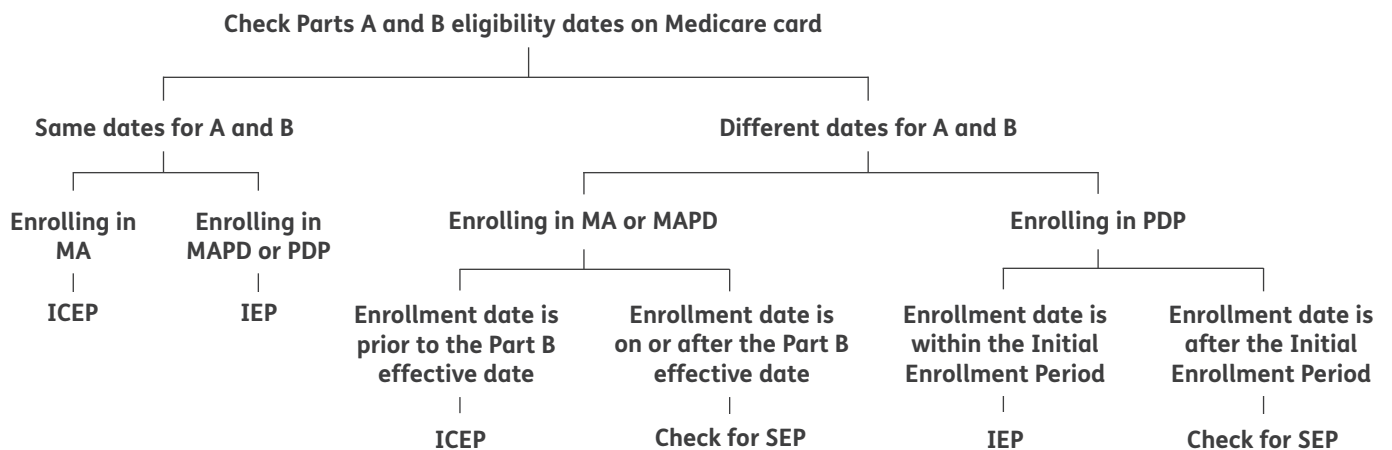 Check Parts A and B eligibility dates on Medicare card
Same dates for A and B
Different dates for A and B
Enrolling in
MA
Enrolling in
MAPD or PDP
Enrolling in MA or MAPD
Enrolling in PDP
ICEP
IEP
Enrollment date is
prior to the Part B
effective date
Enrollment date is
on or after the Part B
effective date
Enrollment date is
within the Initial
Enrollment Period
Enrollment date is
after the Initial
Enrollment Period
ICEP
Check for SEP
IEP
Check for SEP